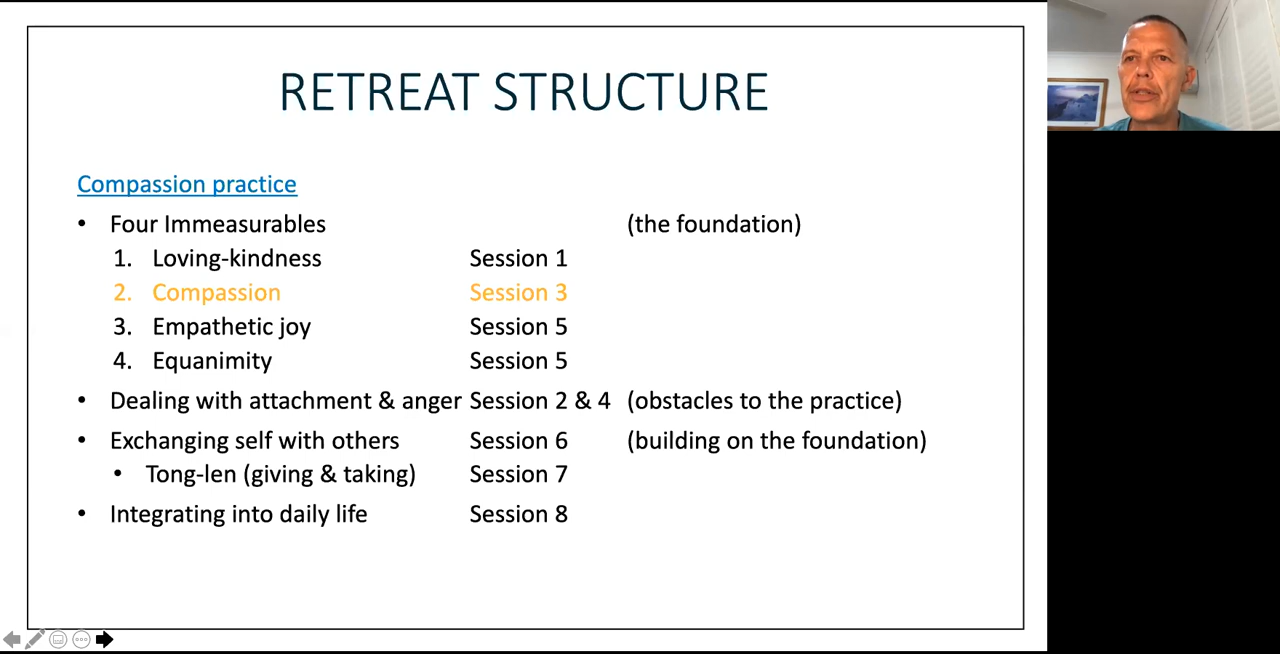 RETREAT STRUCTURE
Compassion practice
• Four Immeasurables (the foundation)
1. Loving-kindness Session 1
2. Compassion Session 3
3. Empathetic joy Session 5
4. Equanimity Session 5
• Dealing with attachment & anger Session 2 & 4 (obstacles to the practice)
• Exchanging self with others Session 6 (building on the foundation)
• Tong-len (giving & taking) Session 7
• Integrating into daily life Session 8